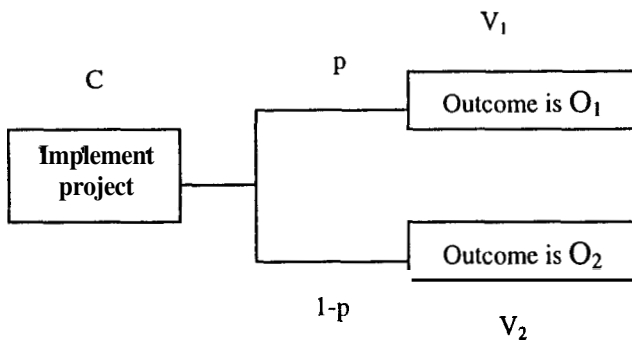 V₁
C
p
Outcome is O₁
Implement
project
Outcome is O₂
1-p
V₂